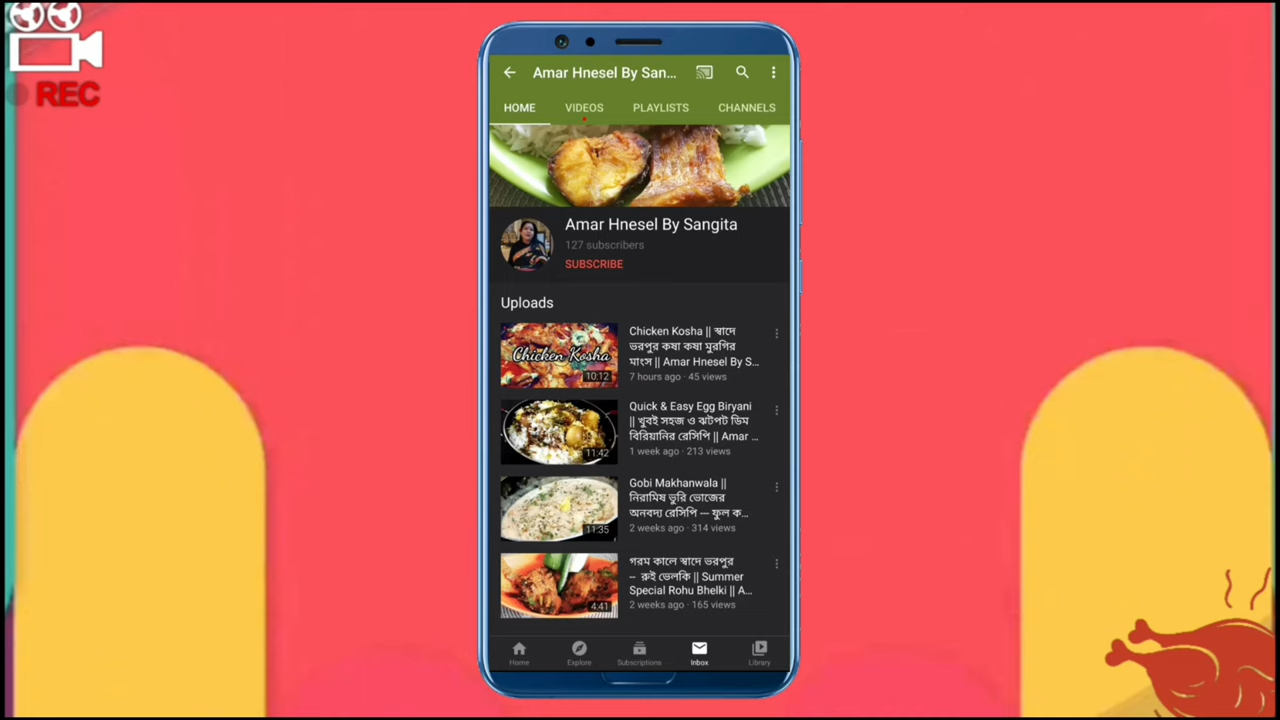 REC
Amar Hnesel By San...
HOME VIDEOS PLAYLISTS CHANNELS
Amar Hnesel By Sangita
127 subscribers
SUBSCRIBE
Uploads
Chicken Kosha
10:12
Chicken Kosha || স্বাদে
ভরপুর কষা কষা মুরগির
মাংস || Amar Hnesel By S...
7 hours ago · 45 views
11:42
Quick & Easy Egg Biryani
|| খুবই সহজ ও ঝটপট ডিম
বিরিয়ানির রেসিপি || Amar ...
1 week ago · 213 views
11:35
Gobi Makhanwala ||
নিরামিষ ভুরি ভোজের
অনবদ্য রেসিপি --- ফুল ক...
2 weeks ago · 314 views
4:41
গরম কালে স্বাদে ভরপুর
-- রুই ভেলকি || Summer
Special Rohu Bhelki || A...
2 weeks ago · 165 views
Home Explore Subscriptions Inbox Library